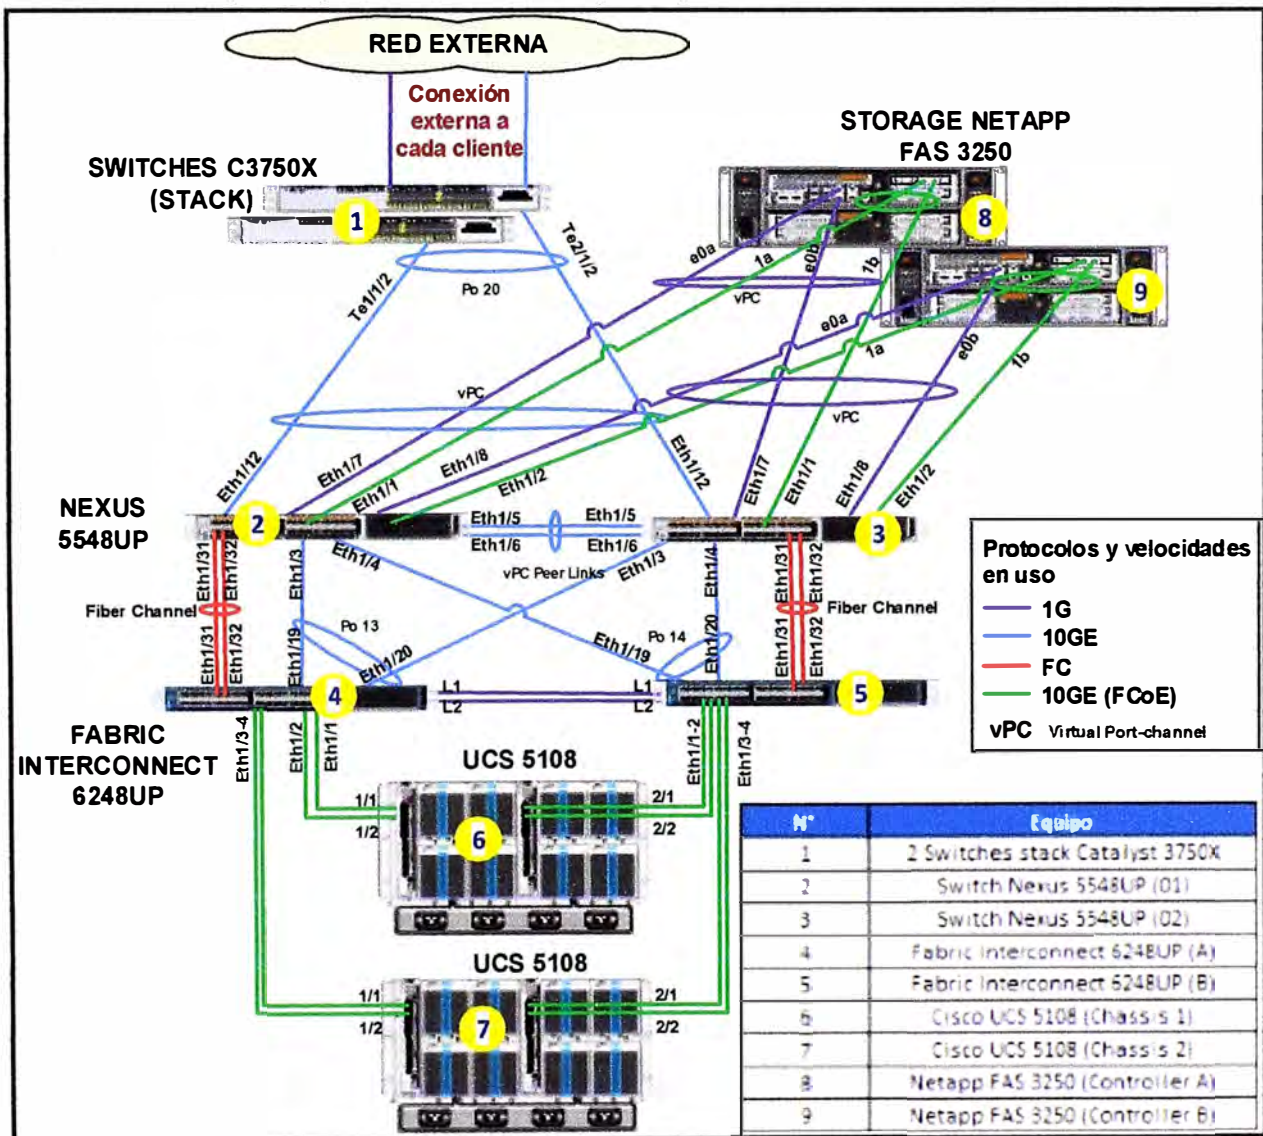 RED EXTERNA
Conexión
externa a
cada cliente
STORAGE NETAPP
FAS 3250
SWITCHES C3750X
(STACK)
1
8
9
Te1/1/2
Po 20
Te2/1/2
e0a
1a
e0b
1b
vPC
e0a
1a
e0b
1b
vPC
vPC
Eth1/12
Eth1/7
Eth1/1
Eth1/8
Eth1/2
Eth1/12
Eth1/7
Eth1/1
Eth1/8
Eth1/2
NEXUS
5548UP
2
3
Eth1/5
Eth1/6
Eth1/5
Eth1/6
vPC Peer Links
Eth1/31
Eth1/32
Eth1/3
Eth1/4
Eth1/3
Eth1/4
Eth1/31
Eth1/32
Fiber Channel
Fiber Channel
Eth1/31
Eth1/32
Eth1/19
Po 13
Eth1/20
Eth1/19
Po 14
Eth1/20
Eth1/31
Eth1/32
Protocolos y velocidades
en uso
1G
10GE
FC
10GE (FCoE)
vPC Virtual Port-channel
4
L1
L2
L1
L2
5
FABRIC
INTERCONNECT
6248UP
Eth1/3-4
Eth1/2
Eth1/1
Eth1/1-2
Eth1/3-4
UCS 5108
1/1
1/2
6
2/1
2/2
UCS 5108
1/1
1/2
7
2/1
2/2
N° Equipo
1 2 Switches stack Catalyst 3750X
2 Switch Nexus 5548UP (01)
3 Switch Nexus 5548UP (02)
4 Fabric Interconnect 6248UP (A)
5 Fabric Interconnect 6248UP (B)
6 Cisco UCS 5108 (Chassis 1)
7 Cisco UCS 5108 (Chassis 2)
8 Netapp FAS 3250 (Controller A)
9 Netapp FAS 3250 (Controller B)